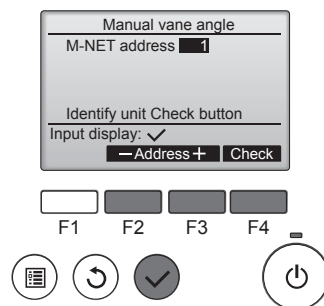 Manual vane angle
M-NET address 1
Identify unit Check button
Input display: ✓
− Address + Check
F1 F2 F3 F4